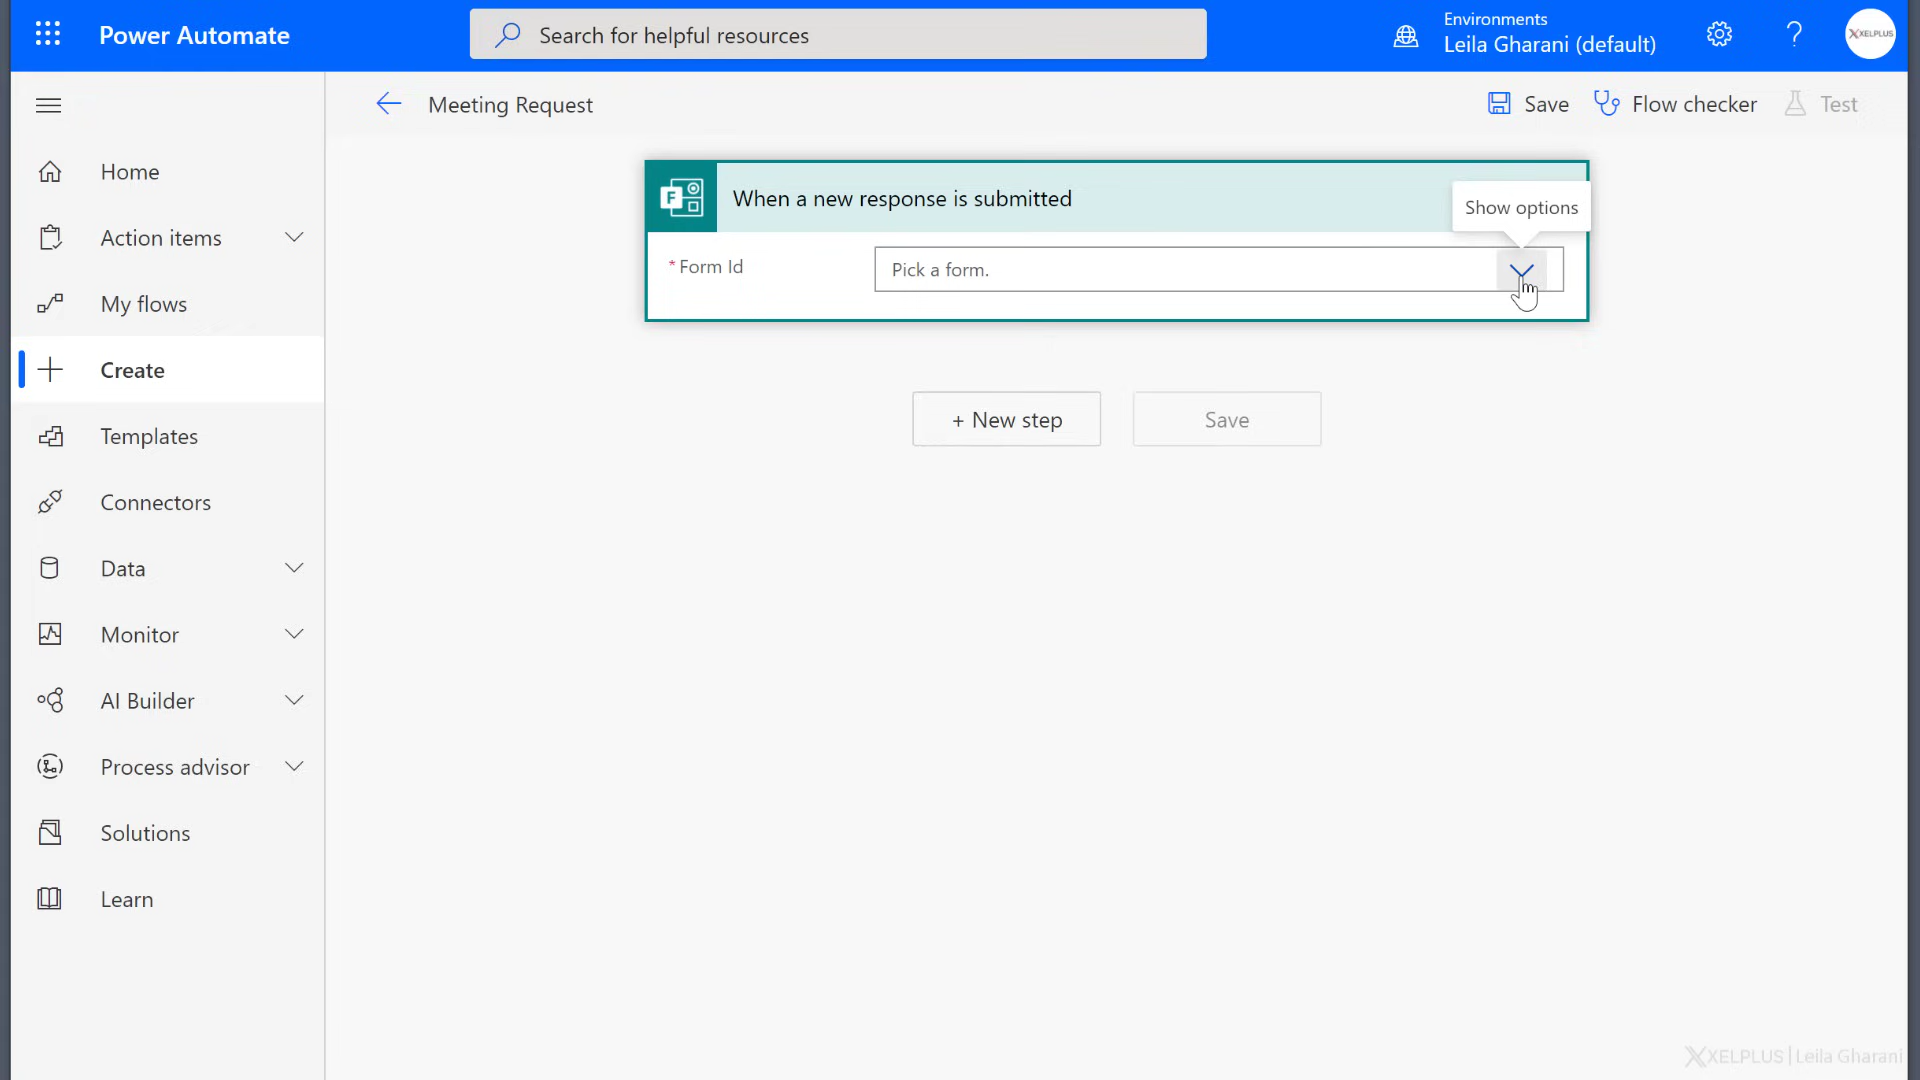 Power Automate
Search for helpful resources
Environments
Leila Gharani (default)
XELPLUS
Meeting Request
Save
Flow checker
Test
Home
Action items
My flows
Create
Templates
Connectors
Data
Monitor
AI Builder
Process advisor
Solutions
Learn
When a new response is submitted
Show options
* Form Id
Pick a form.
+ New step
Save
XELPLUS | Leila Gharani